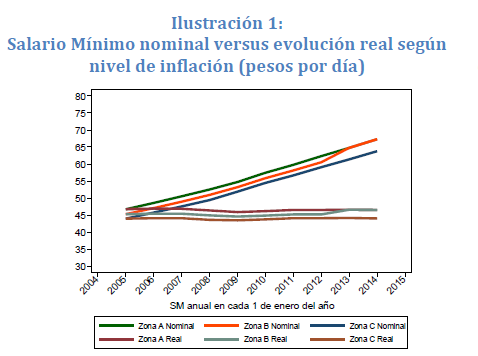 Ilustración 1:
Salario Mínimo nominal versus evolución real según
nivel de inflación (pesos por día)
80
75
70
65
60
55
50
45
40
35
30
2004
2005
2006
2007
2008
2009
2010
2011
2012
2013
2014
2015
SM anual en cada 1 de enero del año
Zona A Nominal
Zona B Nominal
Zona C Nominal
Zona A Real
Zona B Real
Zona C Real